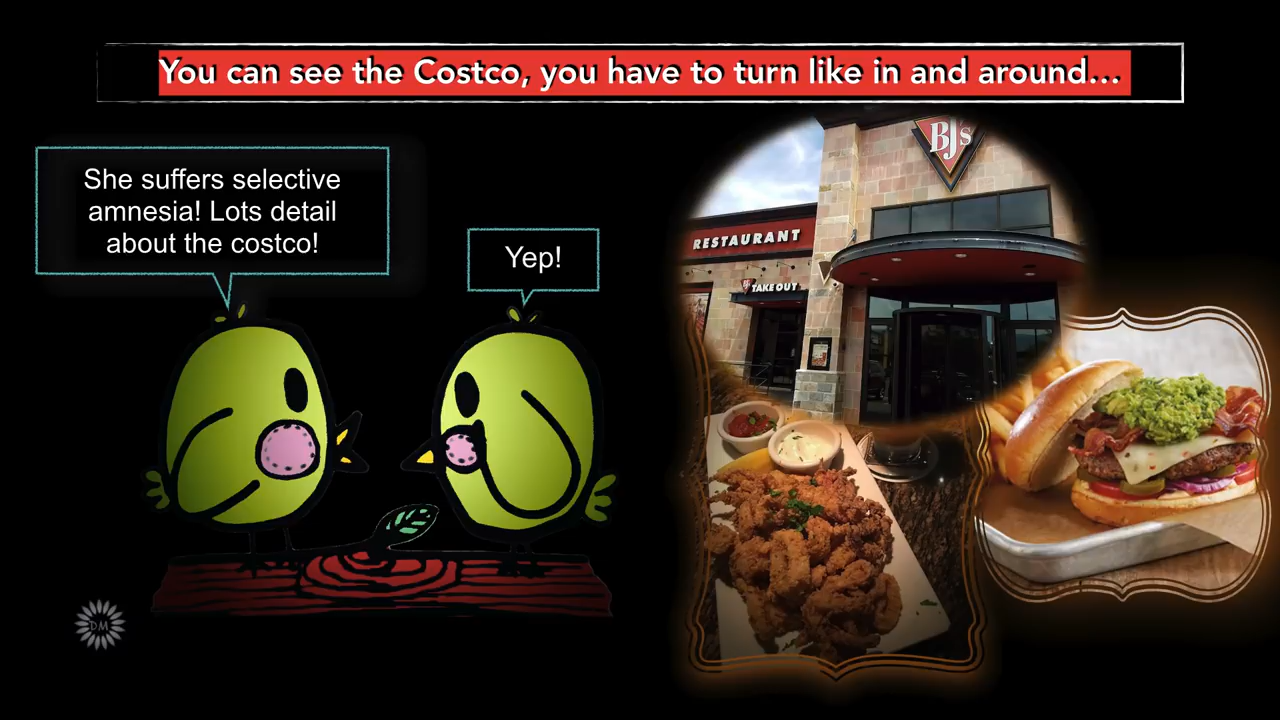 You can see the Costco, you have to turn like in and around...
She suffers selective
amnesia! Lots detail
about the costco!
Yep!
BJ's
RESTAURANT
BJ's TAKE OUT
DM